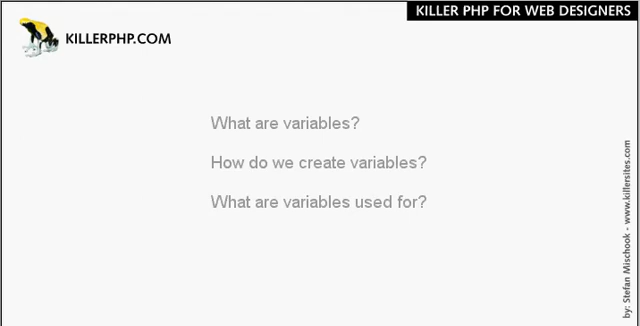 KILLER PHP FOR WEB DESIGNERS
KILLERPHP.COM
What are variables?
How do we create variables?
What are variables used for?
by: Stefan Mischook - www.killersites.com